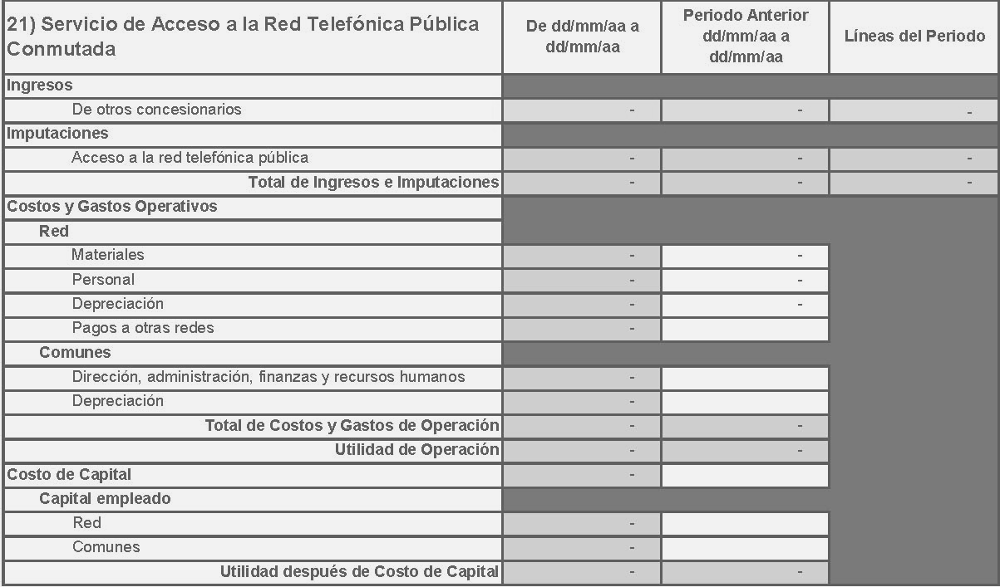 21) Servicio de Acceso a la Red Telefónica Pública Conmutada De dd/mm/aa a dd/mm/aa Periodo Anterior dd/mm/aa a dd/mm/aa Líneas del Periodo
Ingresos
De otros concesionarios - - -
Imputaciones
Acceso a la red telefónica pública - - -
Total de Ingresos e Imputaciones - - -
Costos y Gastos Operativos
Red
Materiales - -
Personal - -
Depreciación - -
Pagos a otras redes -
Comunes
Dirección, administración, finanzas y recursos humanos -
Depreciación -
Total de Costos y Gastos de Operación - -
Utilidad de Operación - -
Costo de Capital -
Capital empleado
Red -
Comunes -
Utilidad después de Costo de Capital - -